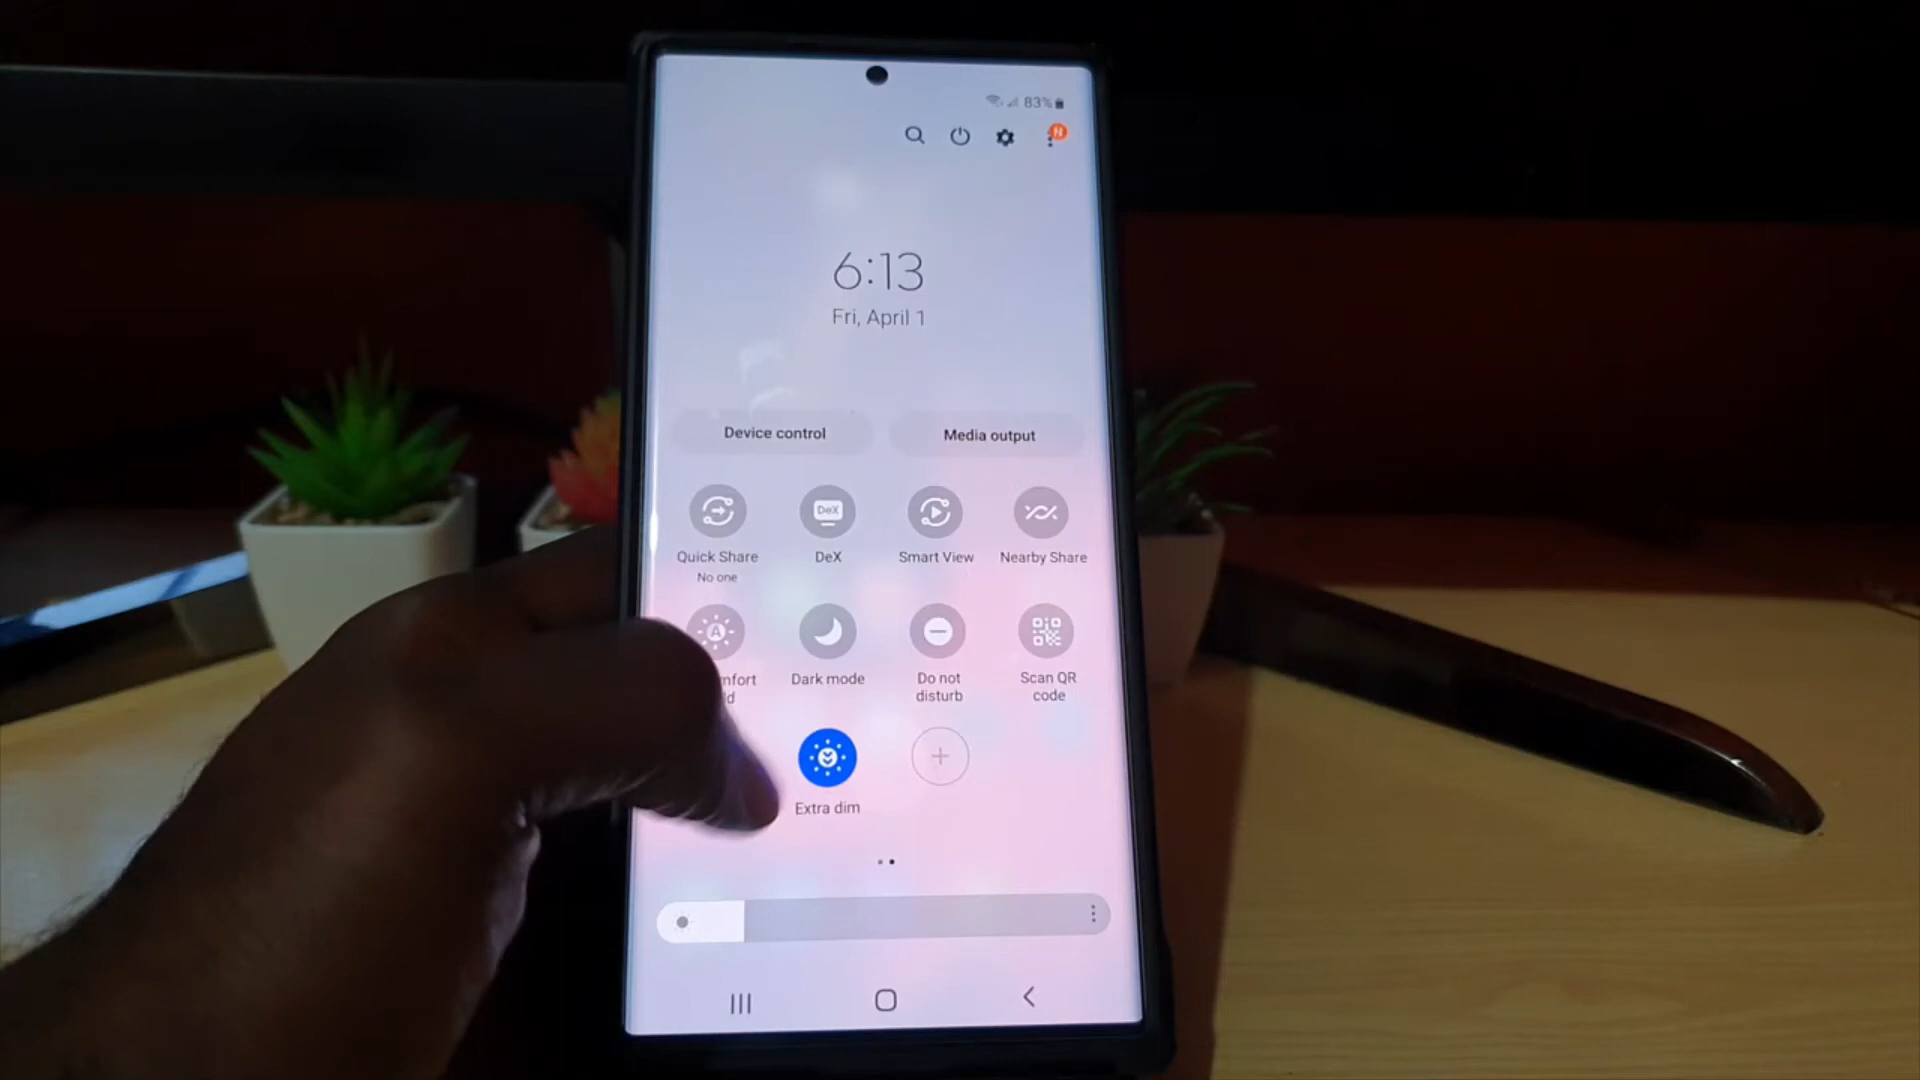 83%
N
6:13
Fri, April 1
Device control
Media output
DeX
Quick Share
No one
DeX
Smart View
Nearby Share
A
Dark mode
Do not
disturb
Scan QR
code
Extra dim